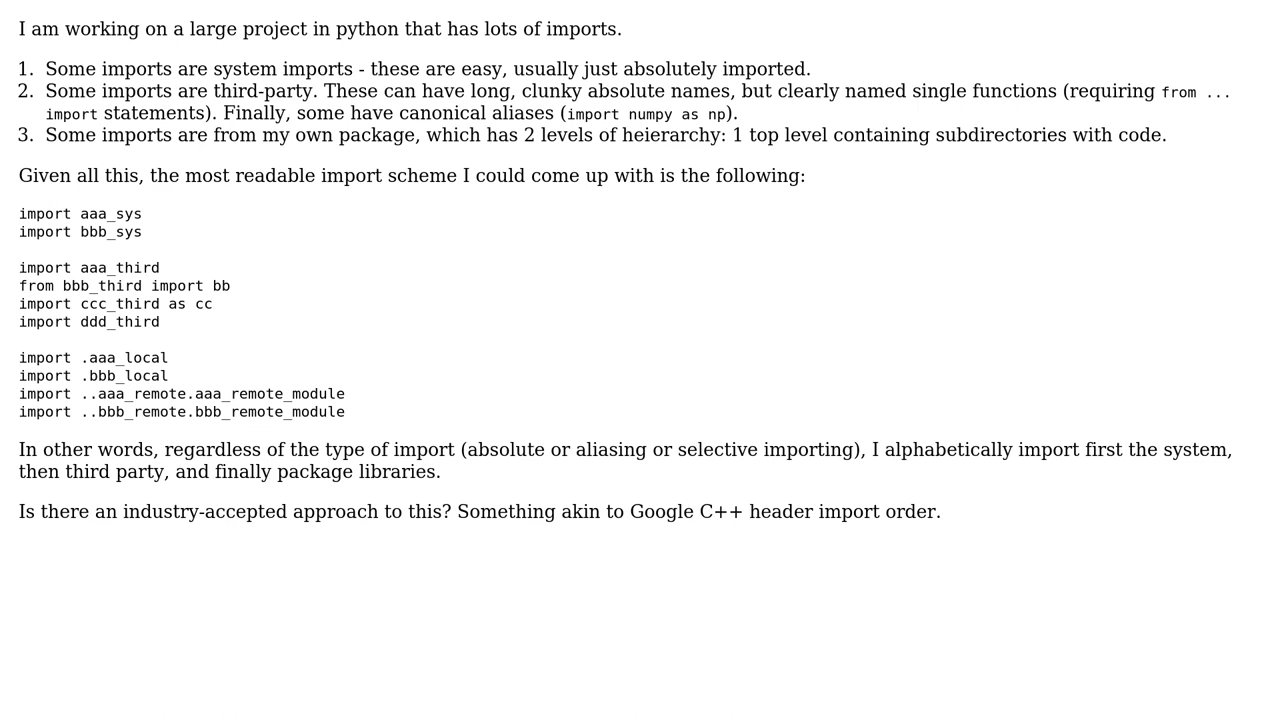 I am working on a large project in python that has lots of imports.
1. Some imports are system imports - these are easy, usually just absolutely imported.
2. Some imports are third-party. These can have long, clunky absolute names, but clearly named single functions (requiring from ...
import statements). Finally, some have canonical aliases (import numpy as np).
3. Some imports are from my own package, which has 2 levels of heierarchy: 1 top level containing subdirectories with code.
Given all this, the most readable import scheme I could come up with is the following:
import aaa_sys
import bbb_sys
import aaa_third
from bbb_third import bb
import ccc_third as cc
import ddd_third
import .aaa_local
import .bbb_local
import ..aaa_remote.aaa_remote_module
import ..bbb_remote.bbb_remote_module
In other words, regardless of the type of import (absolute or aliasing or selective importing), I alphabetically import first the system,
then third party, and finally package libraries.
Is there an industry-accepted approach to this? Something akin to Google C++ header import order.